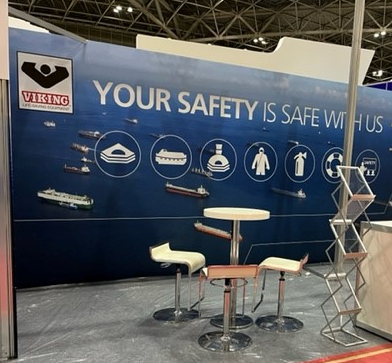 VIKING
LIFE-SAVING EQUIPMENT
YOUR SAFETY IS SAFE WITH US